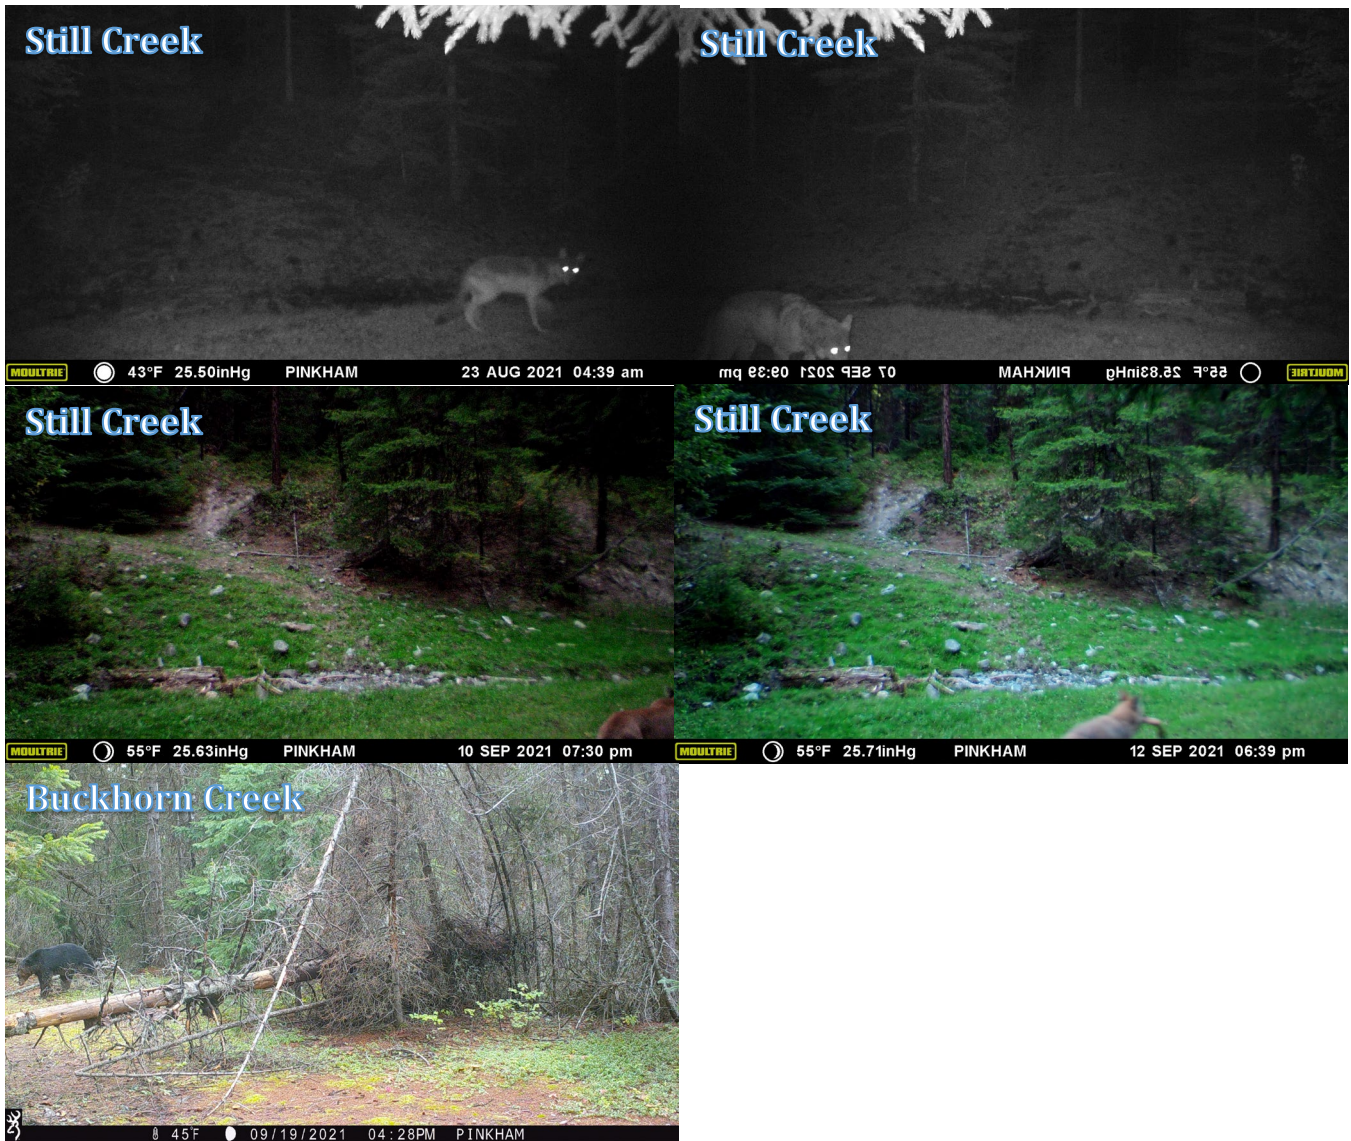 Still Creek
MOULTRIE 43°F 25.50inHg PINKHAM 23 AUG 2021 04:39 am
Still Creek
MOULTRIE 55°F 25.83inHg PINKHAM 07 SEP 2021 09:39 pm
Still Creek
MOULTRIE 55°F 25.63inHg PINKHAM 10 SEP 2021 07:30 pm
Still Creek
MOULTRIE 55°F 25.71inHg PINKHAM 12 SEP 2021 06:39 pm
Buckhorn Creek
45°F 09/19/2021 04:28PM PINKHAM